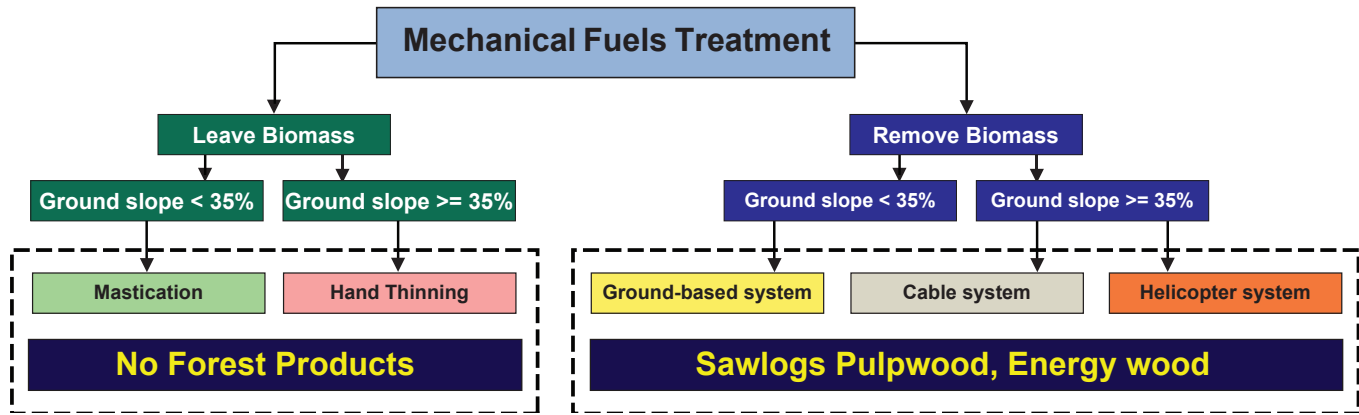 Mechanical Fuels Treatment
Leave Biomass
Remove Biomass
Ground slope < 35%
Ground slope >= 35%
Ground slope < 35%
Ground slope >= 35%
Mastication
Hand Thinning
Ground-based system
Cable system
Helicopter system
No Forest Products
Sawlogs Pulpwood, Energy wood